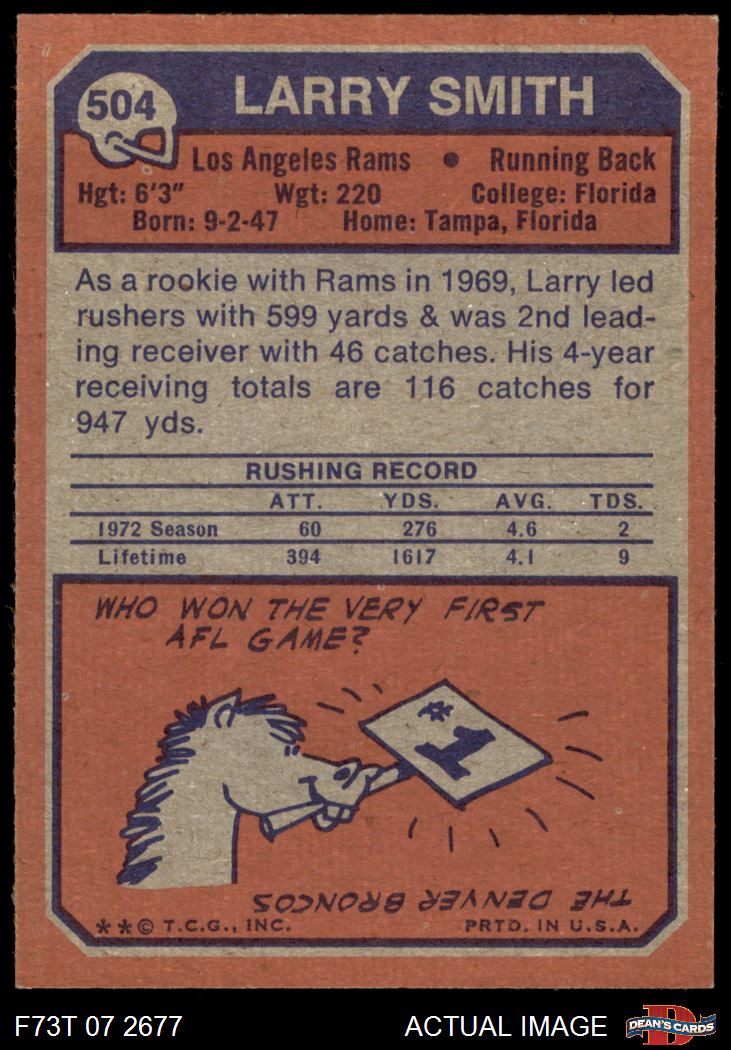 504
LARRY SMITH
Los Angeles Rams • Running Back
Hgt: 6'3" Wgt: 220 College: Florida
Born: 9-2-47 Home: Tampa, Florida
As a rookie with Rams in 1969, Larry led
rushers with 599 yards & was 2nd lead-
ing receiver with 46 catches. His 4-year
receiving totals are 116 catches for
947 yds.
RUSHING RECORD
ATT. YDS. AVG. TDS.
1972 Season 60 276 4.6 2
Lifetime 394 1617 4.1 9
WHO WON THE VERY FIRST
AFL GAME?
#1
THE DENVER BRONCOS
**© T.C.G., INC. PRTD. IN U.S.A.
F73T 07 2677 ACTUAL IMAGE D DEAN'S CARDS